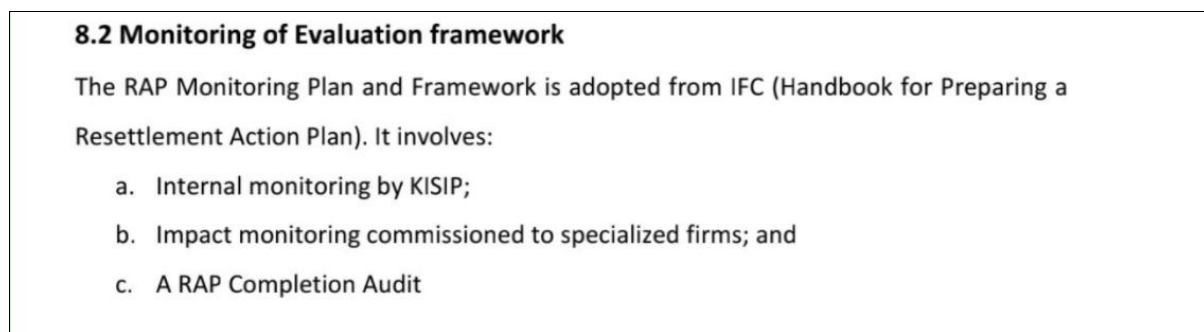 8.2 Monitoring of Evaluation framework
The RAP Monitoring Plan and Framework is adopted from IFC (Handbook for Preparing a
Resettlement Action Plan). It involves:
a. Internal monitoring by KISIP;
b. Impact monitoring commissioned to specialized firms; and
c. A RAP Completion Audit